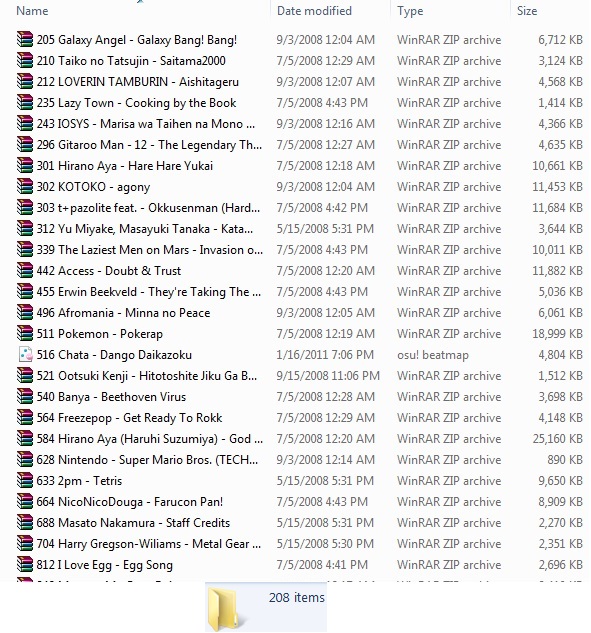 Name Date modified Type Size
205 Galaxy Angel - Galaxy Bang! Bang! 9/3/2008 12:04 AM WinRAR ZIP archive 6,712 KB
210 Taiko no Tatsujin - Saitama2000 7/5/2008 12:29 AM WinRAR ZIP archive 3,124 KB
212 LOVERIN TAMBURIN - Aishitageru 9/3/2008 12:07 AM WinRAR ZIP archive 4,568 KB
235 Lazy Town - Cooking by the Book 7/5/2008 4:43 PM WinRAR ZIP archive 1,414 KB
243 IOSYS - Marisa wa Taihen na Mono ... 9/3/2008 12:16 AM WinRAR ZIP archive 4,366 KB
296 Gitaroo Man - 12 - The Legendary Th... 7/5/2008 12:27 AM WinRAR ZIP archive 4,635 KB
301 Hirano Aya - Hare Hare Yukai 7/5/2008 12:18 AM WinRAR ZIP archive 10,661 KB
302 KOTOKO - agony 9/3/2008 12:04 AM WinRAR ZIP archive 11,453 KB
303 t+pazolite feat. - Okkusenman (Hard... 7/5/2008 4:42 PM WinRAR ZIP archive 11,684 KB
312 Yu Miyake, Masayuki Tanaka - Kata... 5/15/2008 5:31 PM WinRAR ZIP archive 3,644 KB
339 The Laziest Men on Mars - Invasion o... 7/5/2008 4:43 PM WinRAR ZIP archive 10,011 KB
442 Access - Doubt & Trust 7/5/2008 12:20 AM WinRAR ZIP archive 11,882 KB
455 Erwin Beekveld - They're Taking The ... 7/5/2008 4:43 PM WinRAR ZIP archive 5,036 KB
496 Afromania - Minna no Peace 9/3/2008 12:05 AM WinRAR ZIP archive 6,061 KB
511 Pokemon - Pokerap 7/5/2008 12:19 AM WinRAR ZIP archive 18,999 KB
516 Chata - Dango Daikazoku 1/16/2011 7:06 PM osu! beatmap 4,804 KB
521 Ootsuki Kenji - Hitotoshite Jiku Ga B... 9/15/2008 11:06 PM WinRAR ZIP archive 1,512 KB
540 Banya - Beethoven Virus 7/5/2008 12:28 AM WinRAR ZIP archive 3,698 KB
564 Freezepop - Get Ready To Rokk 7/5/2008 12:29 AM WinRAR ZIP archive 4,148 KB
584 Hirano Aya (Haruhi Suzumiya) - God ... 7/5/2008 12:20 AM WinRAR ZIP archive 25,160 KB
628 Nintendo - Super Mario Bros. (TECH... 9/3/2008 12:14 AM WinRAR ZIP archive 890 KB
633 2pm - Tetris 5/15/2008 5:31 PM WinRAR ZIP archive 9,650 KB
664 NicoNicoDouga - Farucon Pan! 7/5/2008 4:43 PM WinRAR ZIP archive 8,909 KB
688 Masato Nakamura - Staff Credits 5/15/2008 5:31 PM WinRAR ZIP archive 2,270 KB
704 Harry Gregson-Wiliams - Metal Gear ... 5/15/2008 5:30 PM WinRAR ZIP archive 2,351 KB
812 I Love Egg - Egg Song 7/5/2008 4:41 PM WinRAR ZIP archive 2,696 KB
208 items